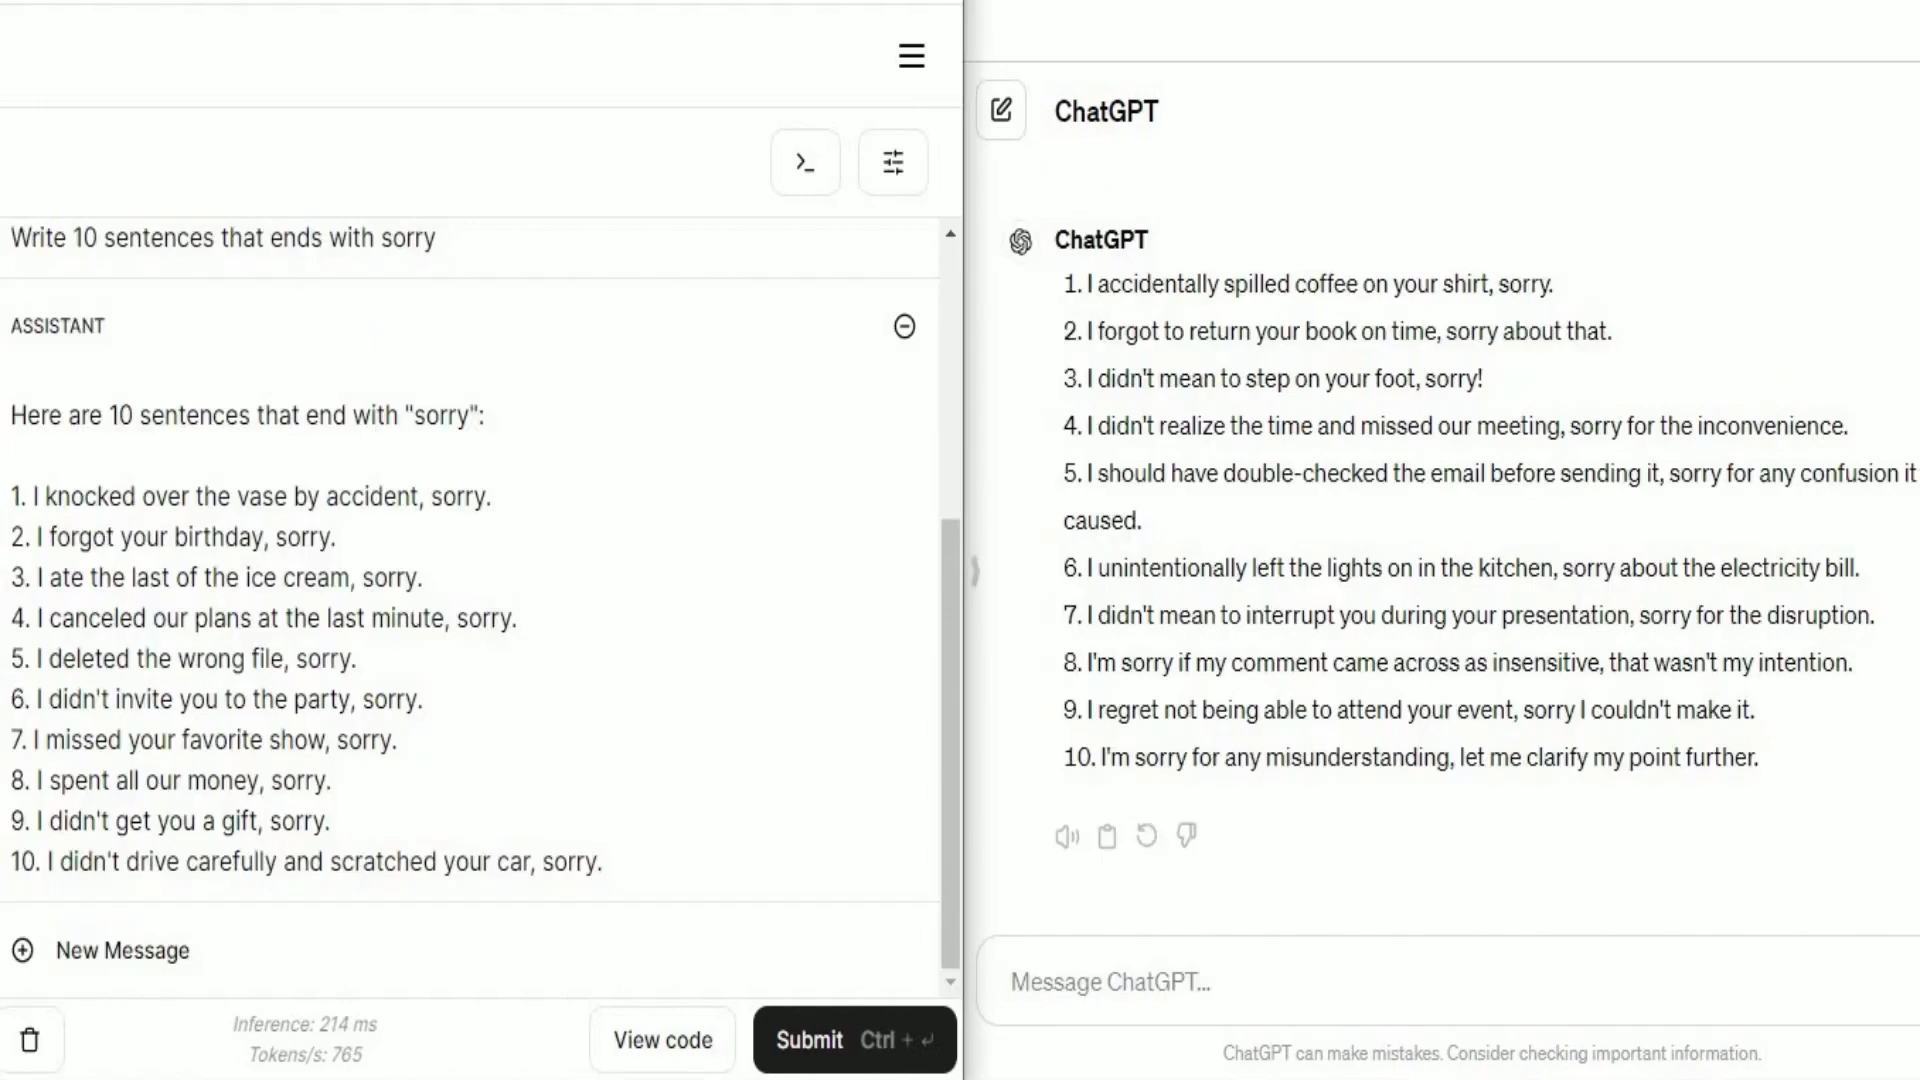 Write 10 sentences that ends with sorry
ASSISTANT
Here are 10 sentences that end with "sorry":
1. I knocked over the vase by accident, sorry.
2. I forgot your birthday, sorry.
3. I ate the last of the ice cream, sorry.
4. I canceled our plans at the last minute, sorry.
5. I deleted the wrong file, sorry.
6. I didn't invite you to the party, sorry.
7. I missed your favorite show, sorry.
8. I spent all our money, sorry.
9. I didn't get you a gift, sorry.
10. I didn't drive carefully and scratched your car, sorry.
New Message
Inference: 214 ms
Tokens/s: 765
View code
Submit Ctrl + ↵
ChatGPT
ChatGPT
1. I accidentally spilled coffee on your shirt, sorry.
2. I forgot to return your book on time, sorry about that.
3. I didn't mean to step on your foot, sorry!
4. I didn't realize the time and missed our meeting, sorry for the inconvenience.
5. I should have double-checked the email before sending it, sorry for any confusion it
caused.
6. I unintentionally left the lights on in the kitchen, sorry about the electricity bill.
7. I didn't mean to interrupt you during your presentation, sorry for the disruption.
8. I'm sorry if my comment came across as insensitive, that wasn't my intention.
9. I regret not being able to attend your event, sorry I couldn't make it.
10. I'm sorry for any misunderstanding, let me clarify my point further.
Message ChatGPT...
ChatGPT can make mistakes. Consider checking important information.